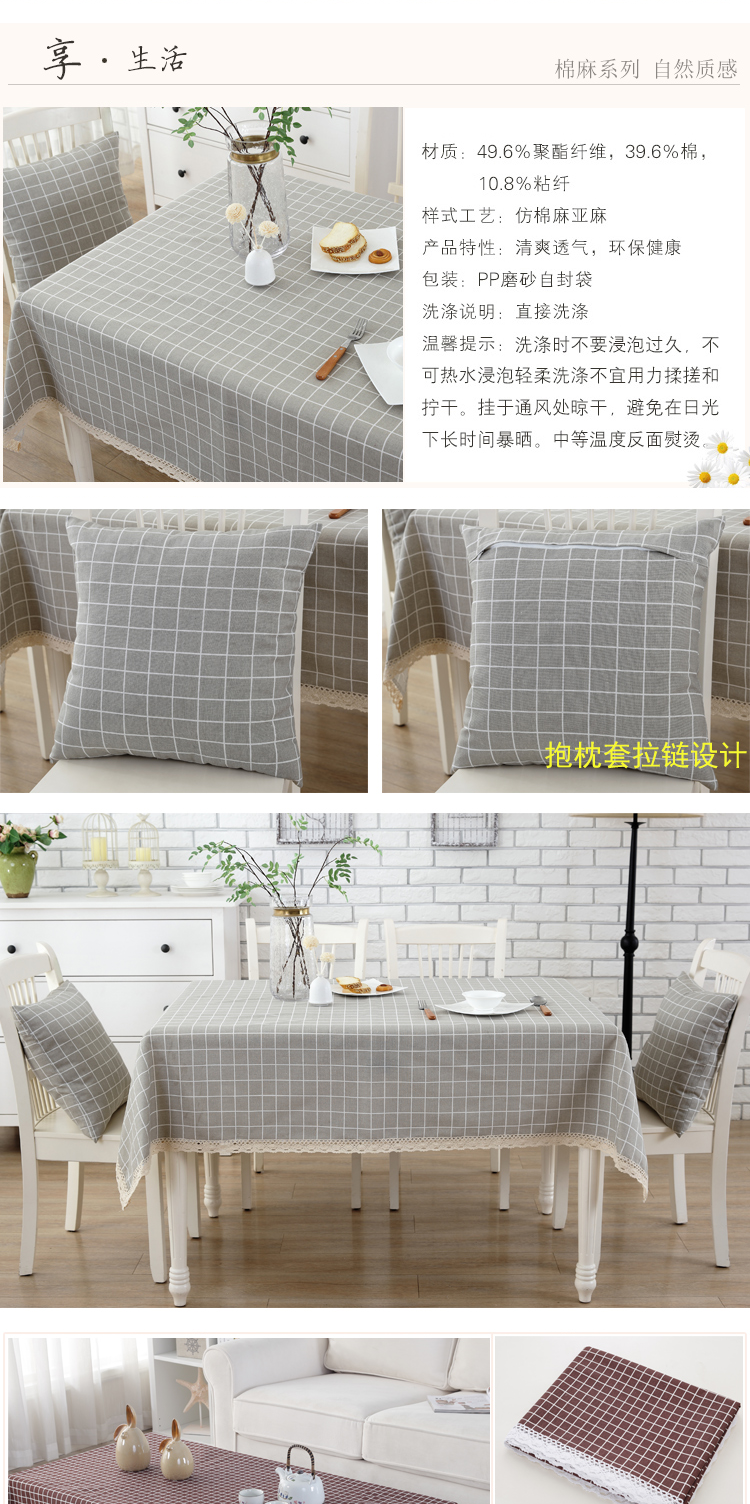 享·生活
棉麻系列 自然质感
材质：49.6%聚酯纤维，39.6%棉，
10.8%粘纤
样式工艺：仿棉麻亚麻
产品特性：清爽透气，环保健康
包装：PP磨砂自封袋
洗涤说明：直接洗涤
温馨提示：洗涤时不要浸泡过久，不
可热水浸泡轻柔洗涤不宜用力揉搓和
拧干。挂于通风处晾干，避免在日光
下长时间暴晒。中等温度反面熨烫。
抱枕套拉链设计